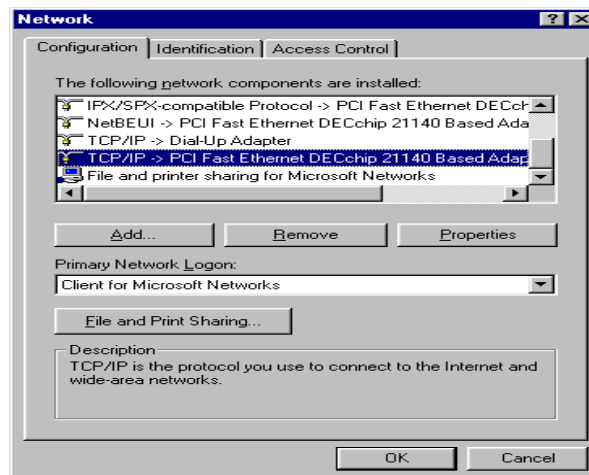 Network
Configuration Identification Access Control
The following network components are installed:
IPX/SPX-compatible Protocol -> PCI Fast Ethernet DECch
NetBEUI -> PCI Fast Ethernet DECchip 21140 Based Ada
TCP/IP -> Dial-Up Adapter
TCP/IP -> PCI Fast Ethernet DECchip 21140 Based Adap
File and printer sharing for Microsoft Networks
Add... Remove Properties
Primary Network Logon:
Client for Microsoft Networks
File and Print Sharing...
Description
TCP/IP is the protocol you use to connect to the Internet and
wide-area networks.
OK Cancel